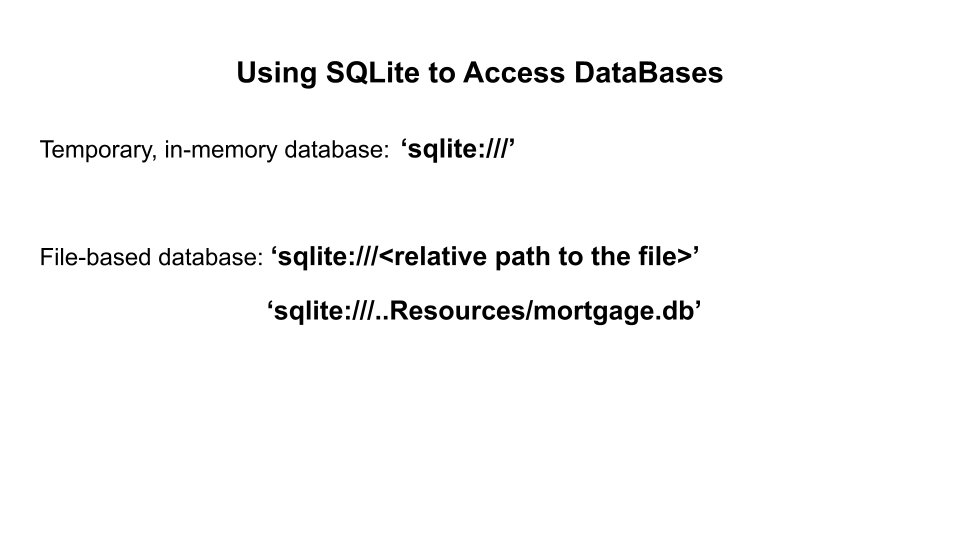 Using SQLite to Access DataBases
Temporary, in-memory database: ‘sqlite:///’
File-based database: ‘sqlite:///<relative path to the file>’
‘sqlite:///..Resources/mortgage.db’